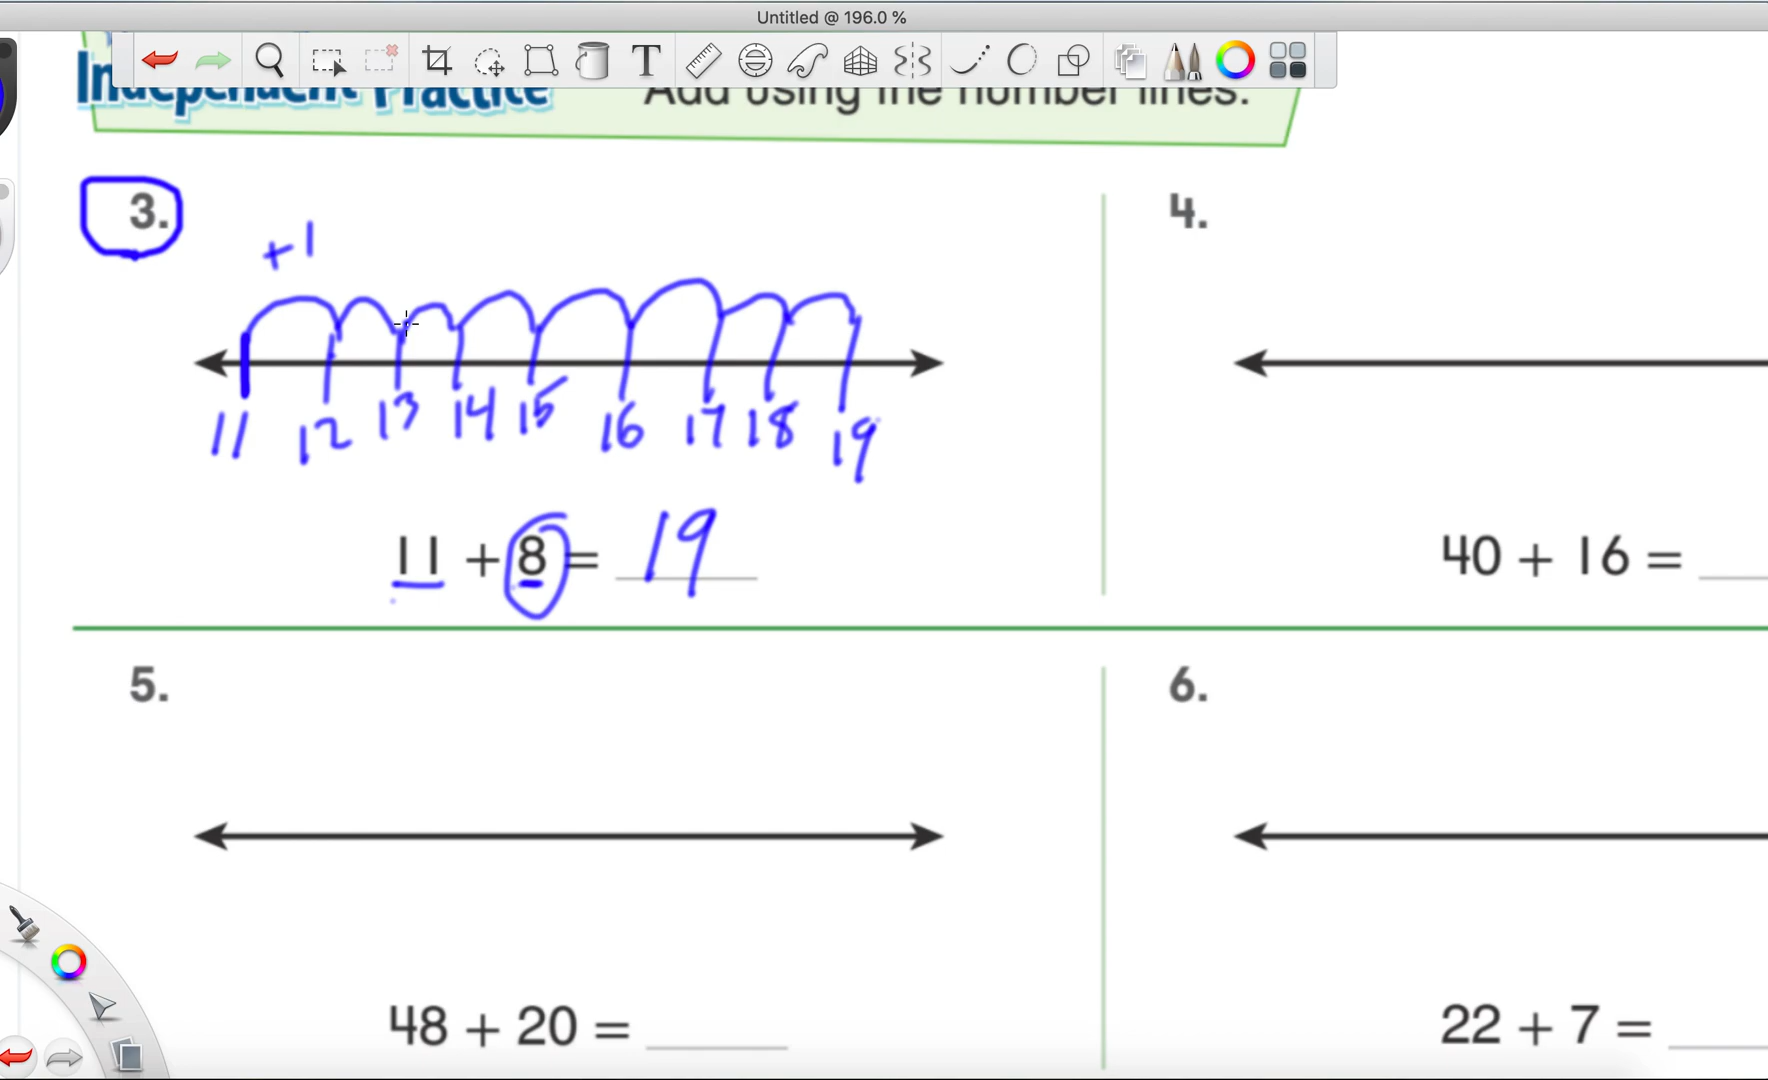 Untitled @ 196.0 %
Independent Practice Add using the number lines.
3.
+1
11 12 13 14 15 16 17 18 19
11 + 8 = 19
4.
40 + 16 =
5.
48 + 20 =
6.
22 + 7 =